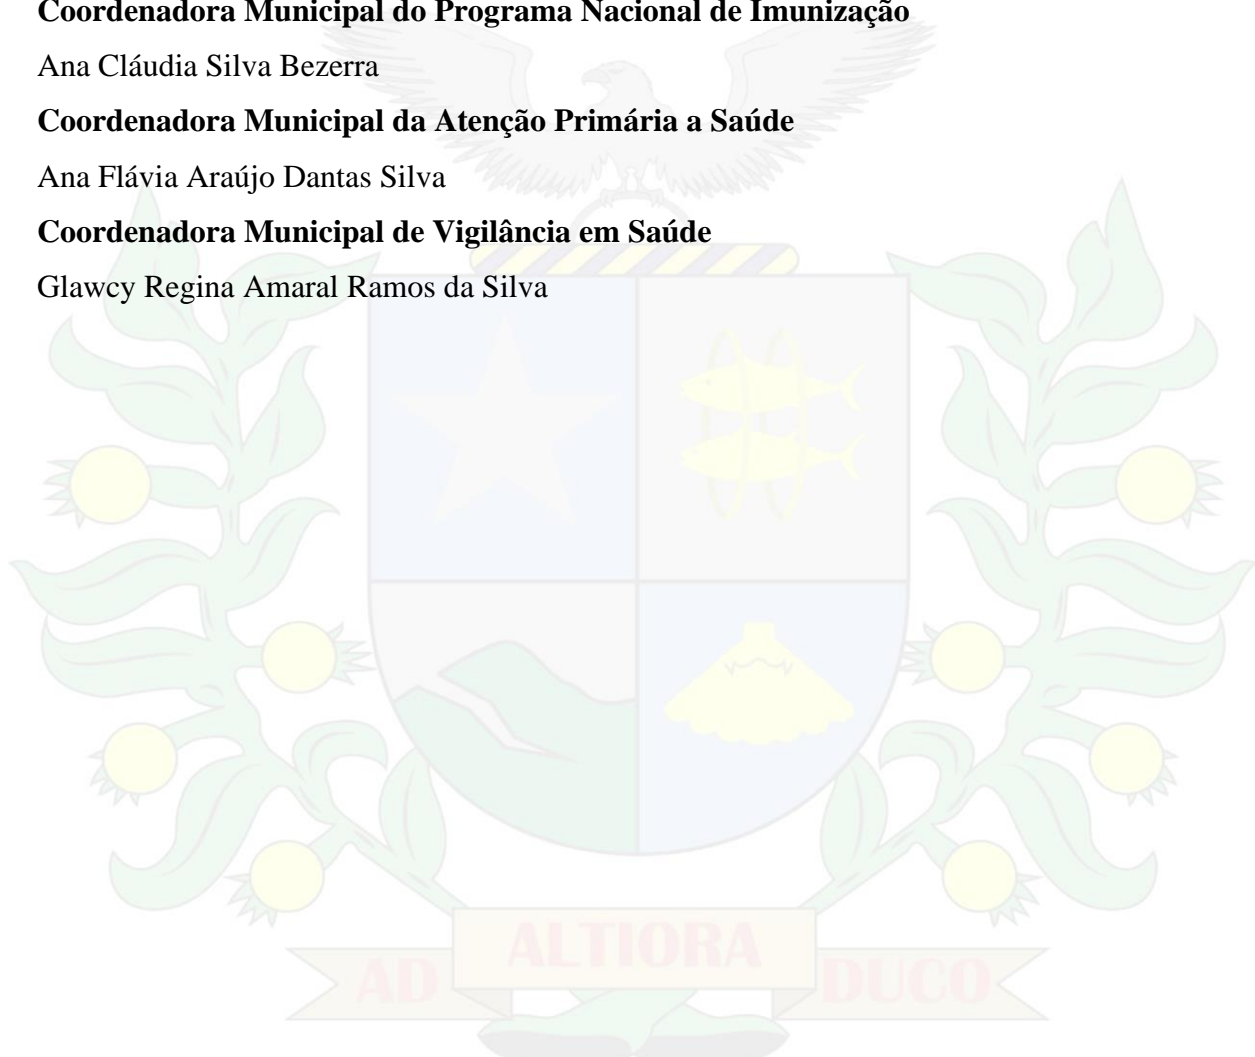 Coordenadora Municipal do Programa Nacional de Imunização
Ana Cláudia Silva Bezerra
Coordenadora Municipal da Atenção Primária a Saúde
Ana Flávia Araújo Dantas Silva
Coordenadora Municipal de Vigilância em Saúde
Glawcy Regina Amaral Ramos da Silva
AD ALTIORA DUCO